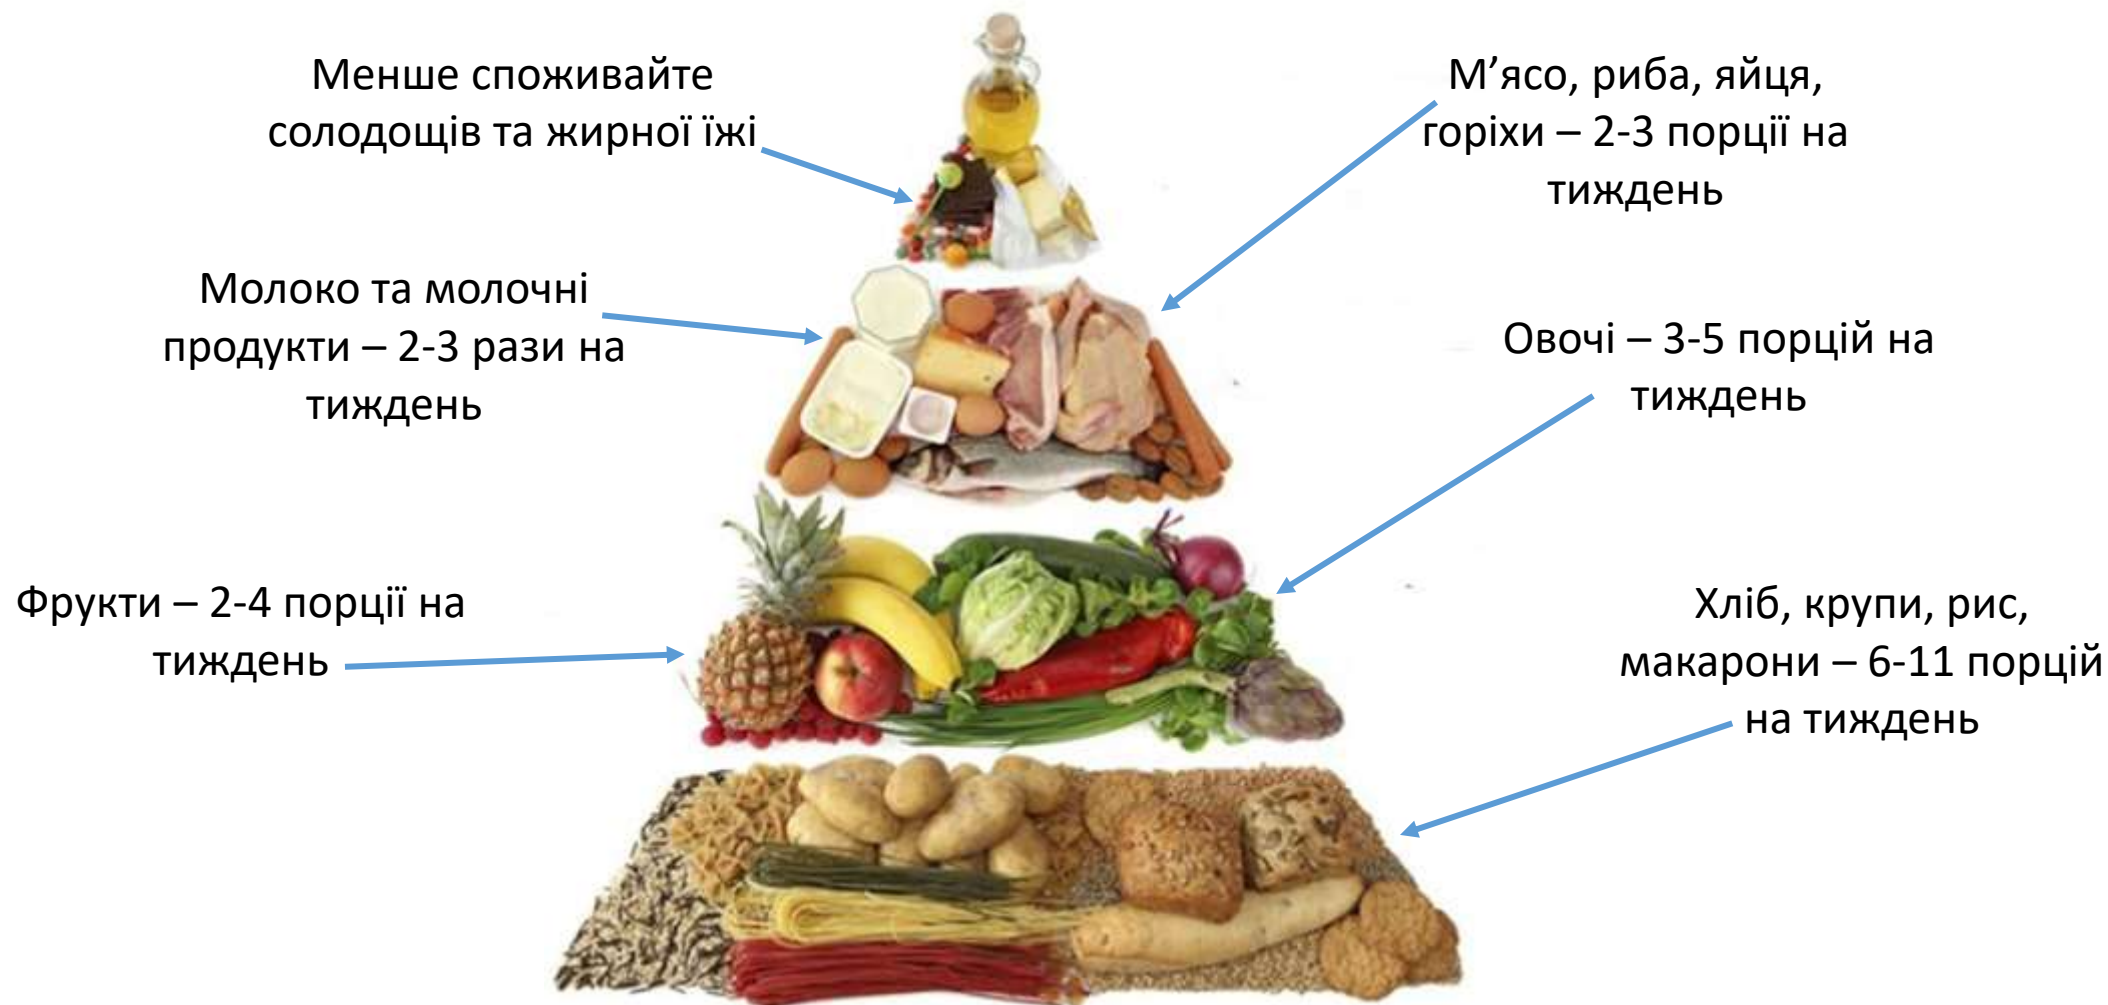 Менше споживайте
солодощів та жирної їжі
М’ясо, риба, яйця,
горіхи – 2-3 порції на
тиждень
Молоко та молочні
продукти – 2-3 рази на
тиждень
Овочі – 3-5 порцій на
тиждень
Фрукти – 2-4 порції на
тиждень
Хліб, крупи, рис,
макарони – 6-11 порцій
на тиждень